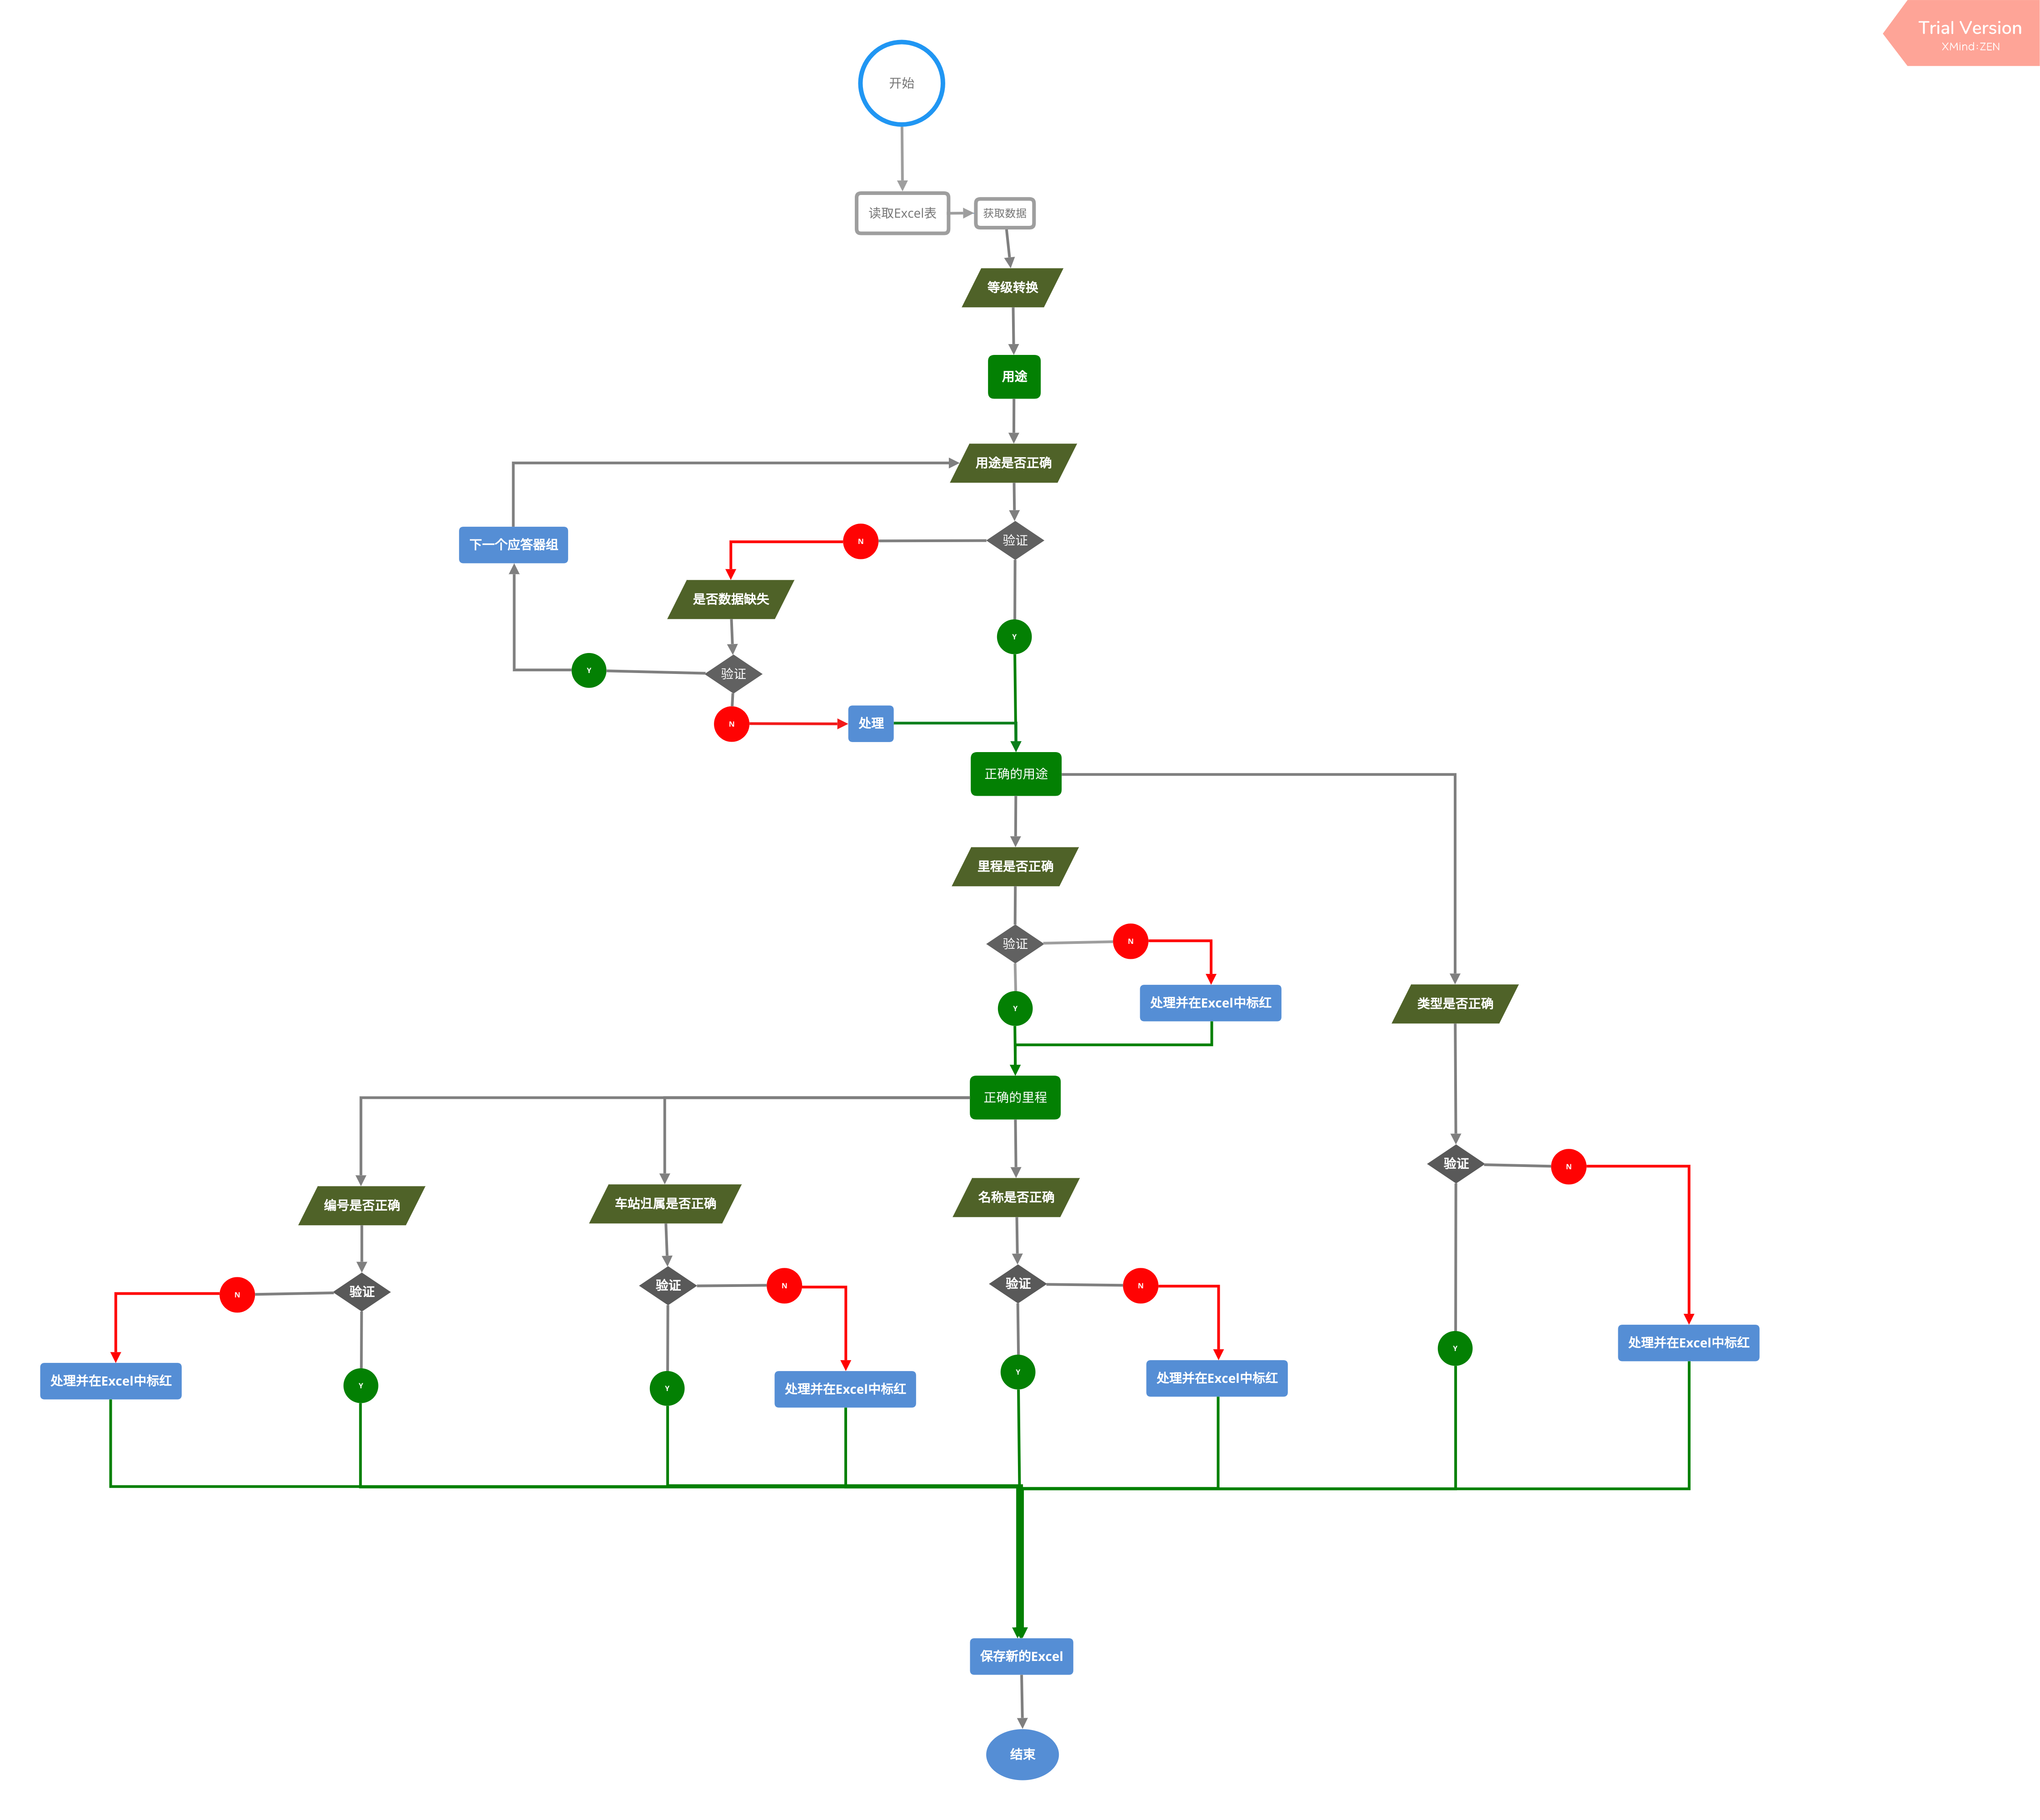 Trial Version
XMind:ZEN
开始
读取Excel表
获取数据
等级转换
用途
用途是否正确
下一个应答器组
N
验证
是否数据缺失
Y
Y
验证
N
处理
正确的用途
里程是否正确
验证
N
Y
处理并在Excel中标红
类型是否正确
正确的里程
验证
N
编号是否正确
车站归属是否正确
名称是否正确
N
验证
验证
N
验证
N
Y
处理并在Excel中标红
处理并在Excel中标红
Y
Y
处理并在Excel中标红
Y
处理并在Excel中标红
保存新的Excel
结束